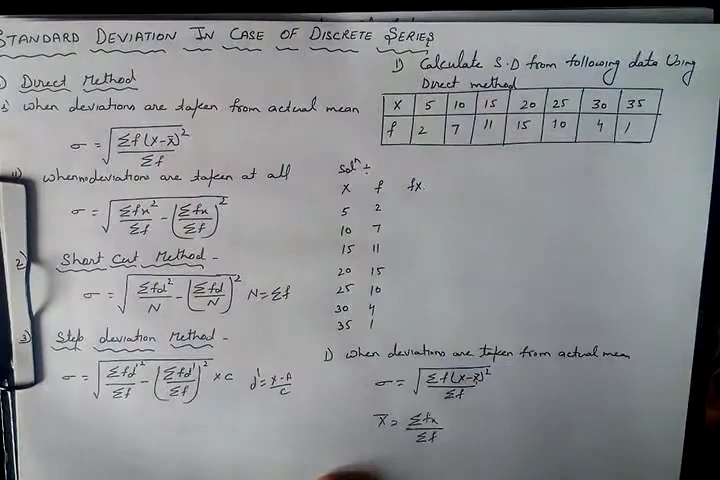 STANDARD DEVIATION IN CASE OF DISCRETE SERIES
) Direct Method
when deviations are taken from actual mean
σ = √(Σf(x-x̄)²/Σf)
ii) when no deviations are taken at all
σ = √(Σfx²/Σf - (Σfx/Σf)²)
2) Short Cut Method -
σ = √(Σfd²/N - (Σfd/N)²) N = Σf
3) Step deviation Method -
σ = √(Σfd'²/Σf - (Σfd'/Σf)²) × C d' = x-A/C
1) Calculate S.D from following data Using
Direct method
X 5 10 15 20 25 30 35
f 2 7 11 15 10 4 1
Solⁿ ÷
X f fx.
5 2
10 7
15 11
20 15
25 10
30 4
35 1
1) when deviations are taken from actual mean
σ = √(Σf(x-x̄)²/Σf)
x̄ = Σfx/Σf